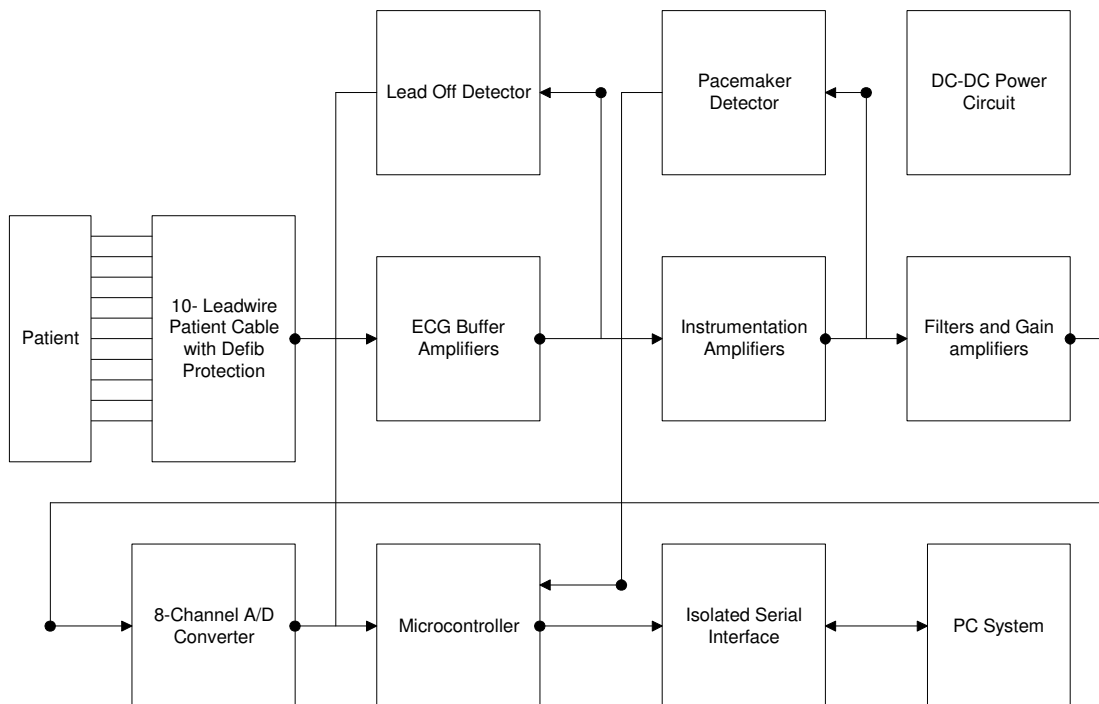 Lead Off Detector
Pacemaker
Detector
DC-DC Power
Circuit
Patient
10- Leadwire
Patient Cable
with Defib
Protection
ECG Buffer
Amplifiers
Instrumentation
Amplifiers
Filters and Gain
amplifiers
8-Channel A/D
Converter
Microcontroller
Isolated Serial
Interface
PC System